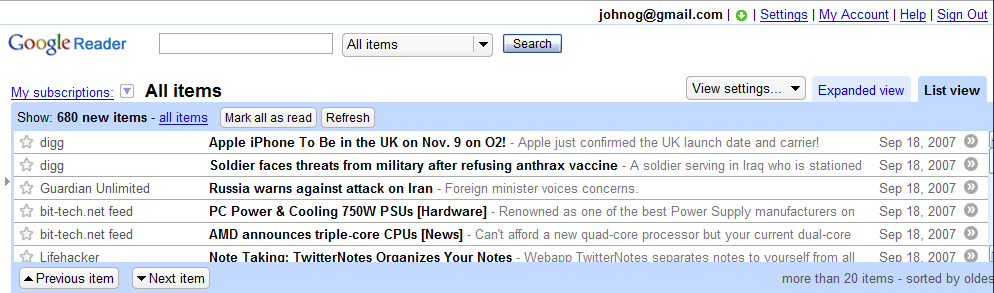 johnog@gmail.com | | Settings | My Account | Help | Sign Out
Google Reader All items Search
My subscriptions: All items View settings... Expanded view List view
Show: 680 new items - all items Mark all as read Refresh
digg Apple iPhone To Be in the UK on Nov. 9 on O2! - Apple just confirmed the UK launch date and carrier! Sep 18, 2007
digg Soldier faces threats from military after refusing anthrax vaccine - A soldier serving in Iraq who is stationed Sep 18, 2007
Guardian Unlimited Russia warns against attack on Iran - Foreign minister voices concerns. Sep 18, 2007
bit-tech.net feed PC Power & Cooling 750W PSUs [Hardware] - Renowned as one of the best Power Supply manufacturers on Sep 18, 2007
bit-tech.net feed AMD announces triple-core CPUs [News] - Can't afford a new quad-core processor but your current dual-core Sep 18, 2007
Lifehacker Note Taking: TwitterNotes Organizes Your Notes - Webapp TwitterNotes separates notes to yourself from all Sep 18, 2007
Previous item Next item more than 20 items - sorted by oldes